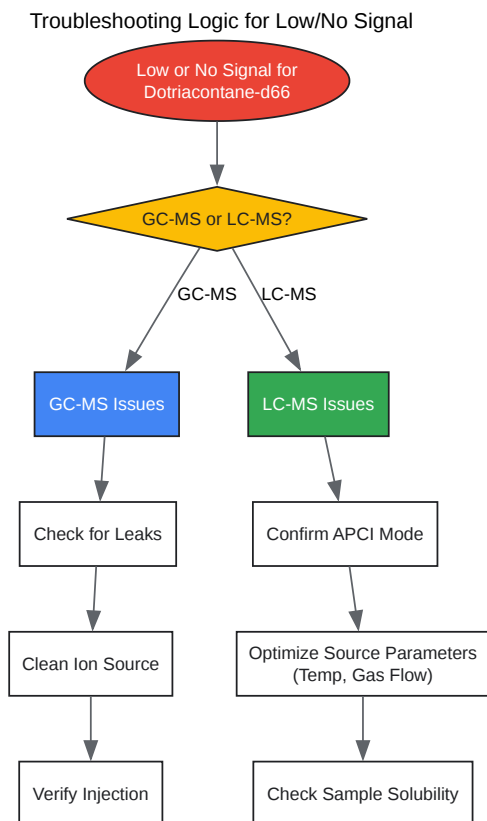 Troubleshooting Logic for Low/No Signal
Low or No Signal for
Dotriacontane-d66
GC-MS or LC-MS?
GC-MS
LC-MS
GC-MS Issues
LC-MS Issues
Check for Leaks
Confirm APCI Mode
Clean Ion Source
Optimize Source Parameters
(Temp, Gas Flow)
Verify Injection
Check Sample Solubility